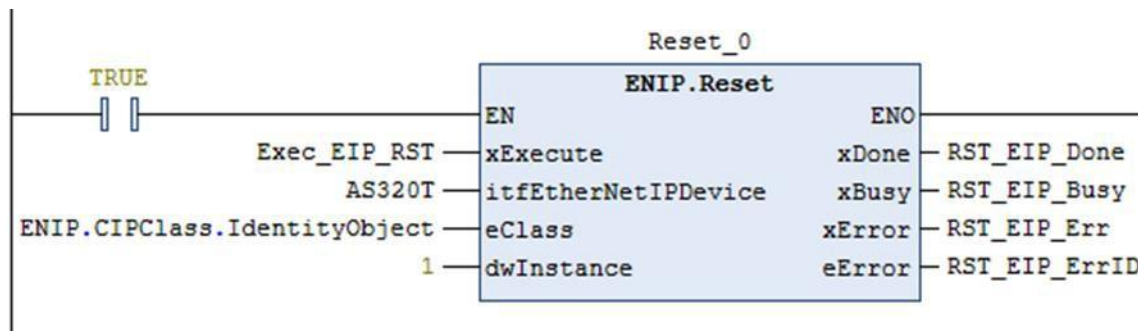 Reset_0
TRUE
ENIP.Reset
EN ENO
Exec_EIP_RST xExecute xDone RST_EIP_Done
AS320T itfEtherNetIPDevice xBusy RST_EIP_Busy
ENIP.CIPClass.IdentityObject eClass xError RST_EIP_Err
1 dwInstance eError RST_EIP_ErrID